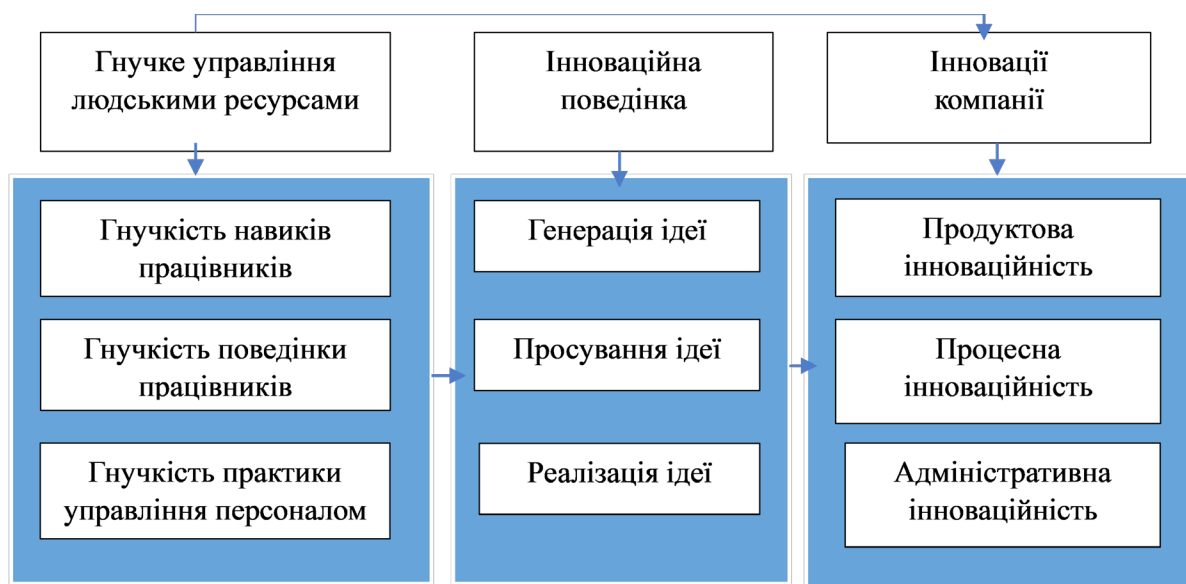 Гнучке управління
людськими ресурсами
Інноваційна
поведінка
Інновації
компанії
Гнучкість навиків
працівників
Гнучкість поведінки
працівників
Гнучкість практики
управління персоналом
Генерація ідеї
Просування ідеї
Реалізація ідеї
Продуктова
інноваційність
Процесна
інноваційність
Адміністративна
інноваційність